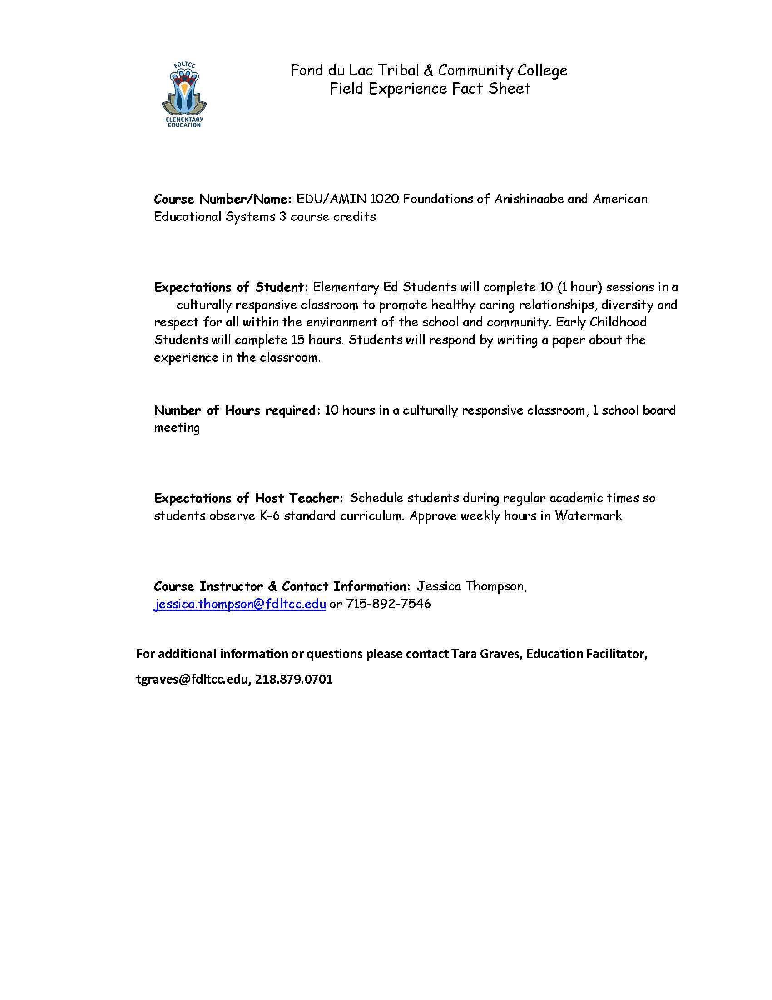 FDLTCC
ELEMENTARY
EDUCATION
Fond du Lac Tribal & Community College
Field Experience Fact Sheet
Course Number/Name: EDU/AMIN 1020 Foundations of Anishinaabe and American
Educational Systems 3 course credits
Expectations of Student: Elementary Ed Students will complete 10 (1 hour) sessions in a
culturally responsive classroom to promote healthy caring relationships, diversity and
respect for all within the environment of the school and community. Early Childhood
Students will complete 15 hours. Students will respond by writing a paper about the
experience in the classroom.
Number of Hours required: 10 hours in a culturally responsive classroom, 1 school board
meeting
Expectations of Host Teacher: Schedule students during regular academic times so
students observe K-6 standard curriculum. Approve weekly hours in Watermark
Course Instructor & Contact Information: Jessica Thompson,
jessica.thompson@fdltcc.edu or 715-892-7546
For additional information or questions please contact Tara Graves, Education Facilitator,
tgraves@fdltcc.edu, 218.879.0701